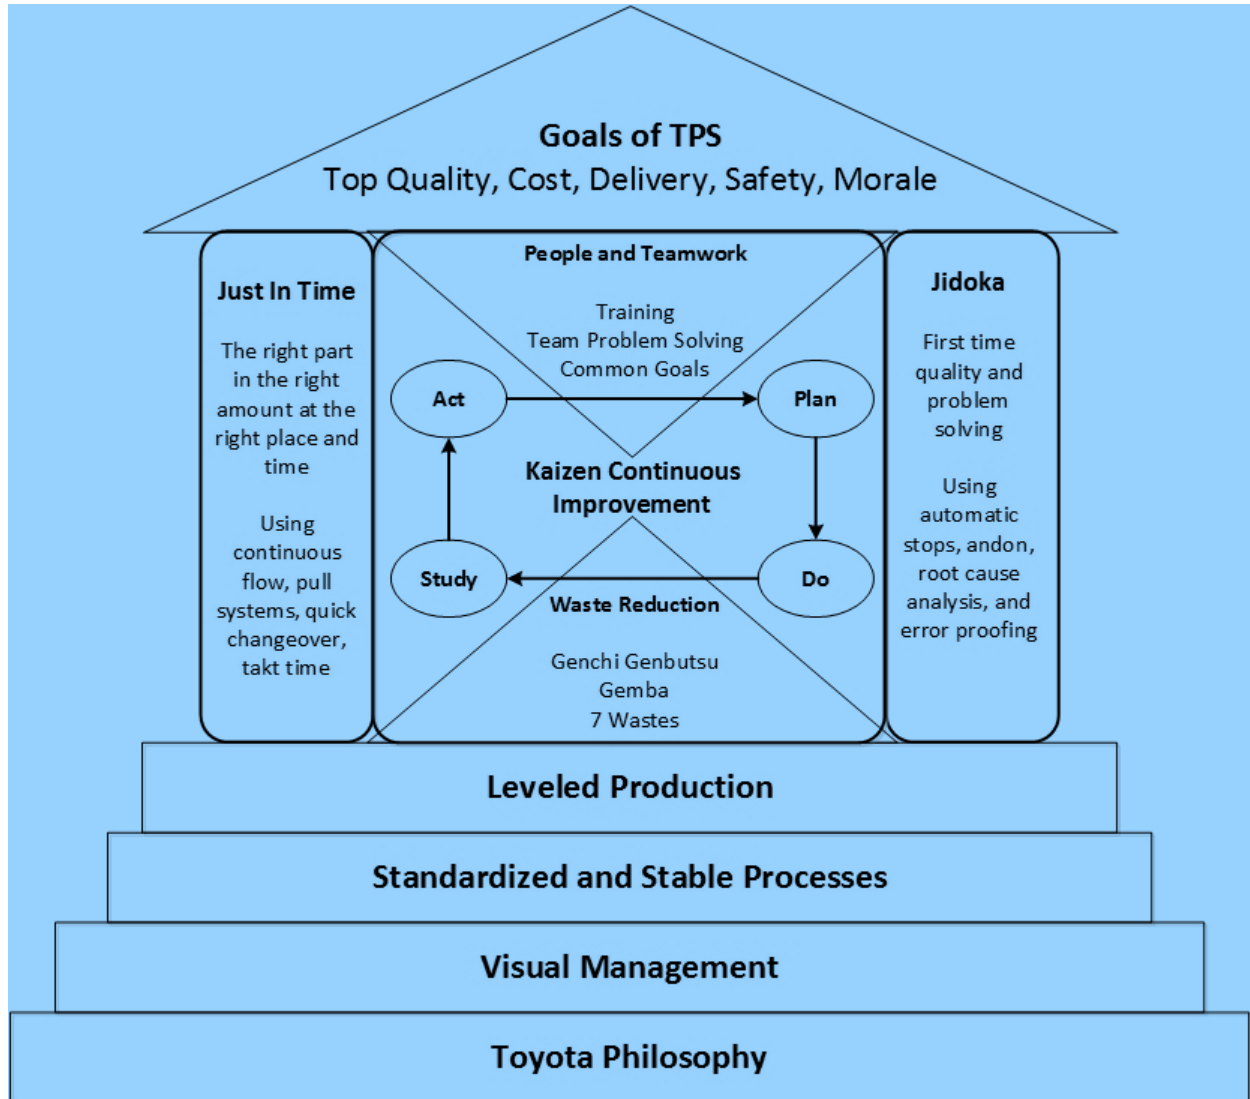 Goals of TPS
Top Quality, Cost, Delivery, Safety, Morale
Just In Time
The right part
in the right
amount at the
right place and
time
Using
continuous
flow, pull
systems, quick
changeover,
takt time
People and Teamwork
Training
Team Problem Solving
Common Goals
Act
Plan
Kaizen Continuous
Improvement
Study
Do
Waste Reduction
Genchi Genbutsu
Gemba
7 Wastes
Jidoka
First time
quality and
problem
solving
Using
automatic
stops, andon,
root cause
analysis, and
error proofing
Leveled Production
Standardized and Stable Processes
Visual Management
Toyota Philosophy